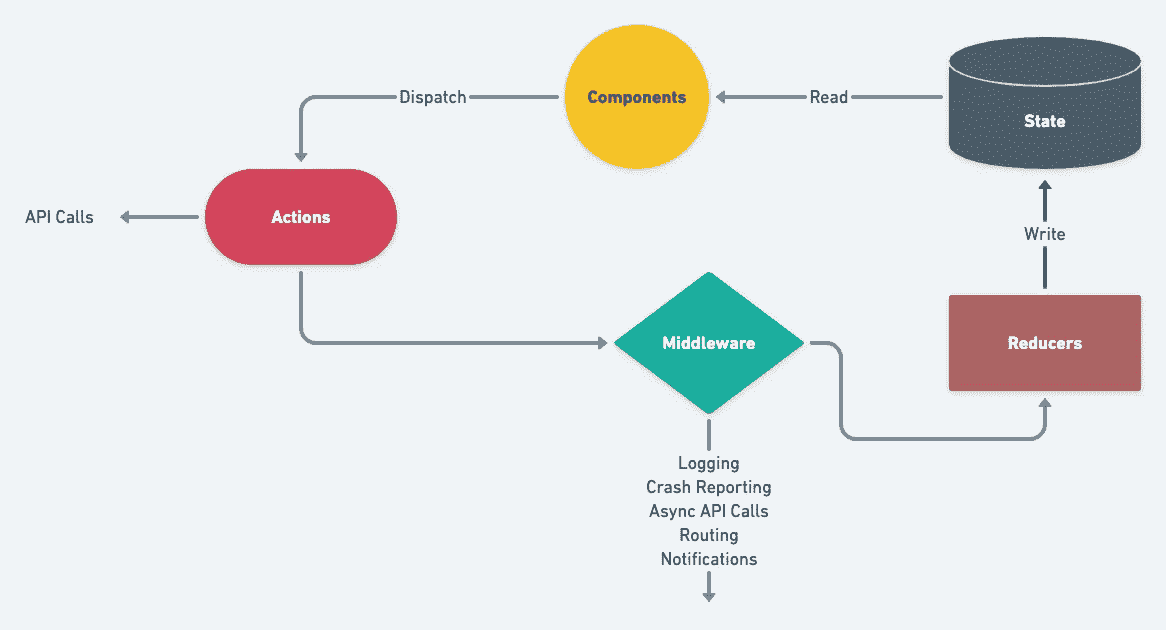 Dispatch
Components
Read
State
API Calls
Actions
Write
Middleware
Reducers
Logging
Crash Reporting
Async API Calls
Routing
Notifications